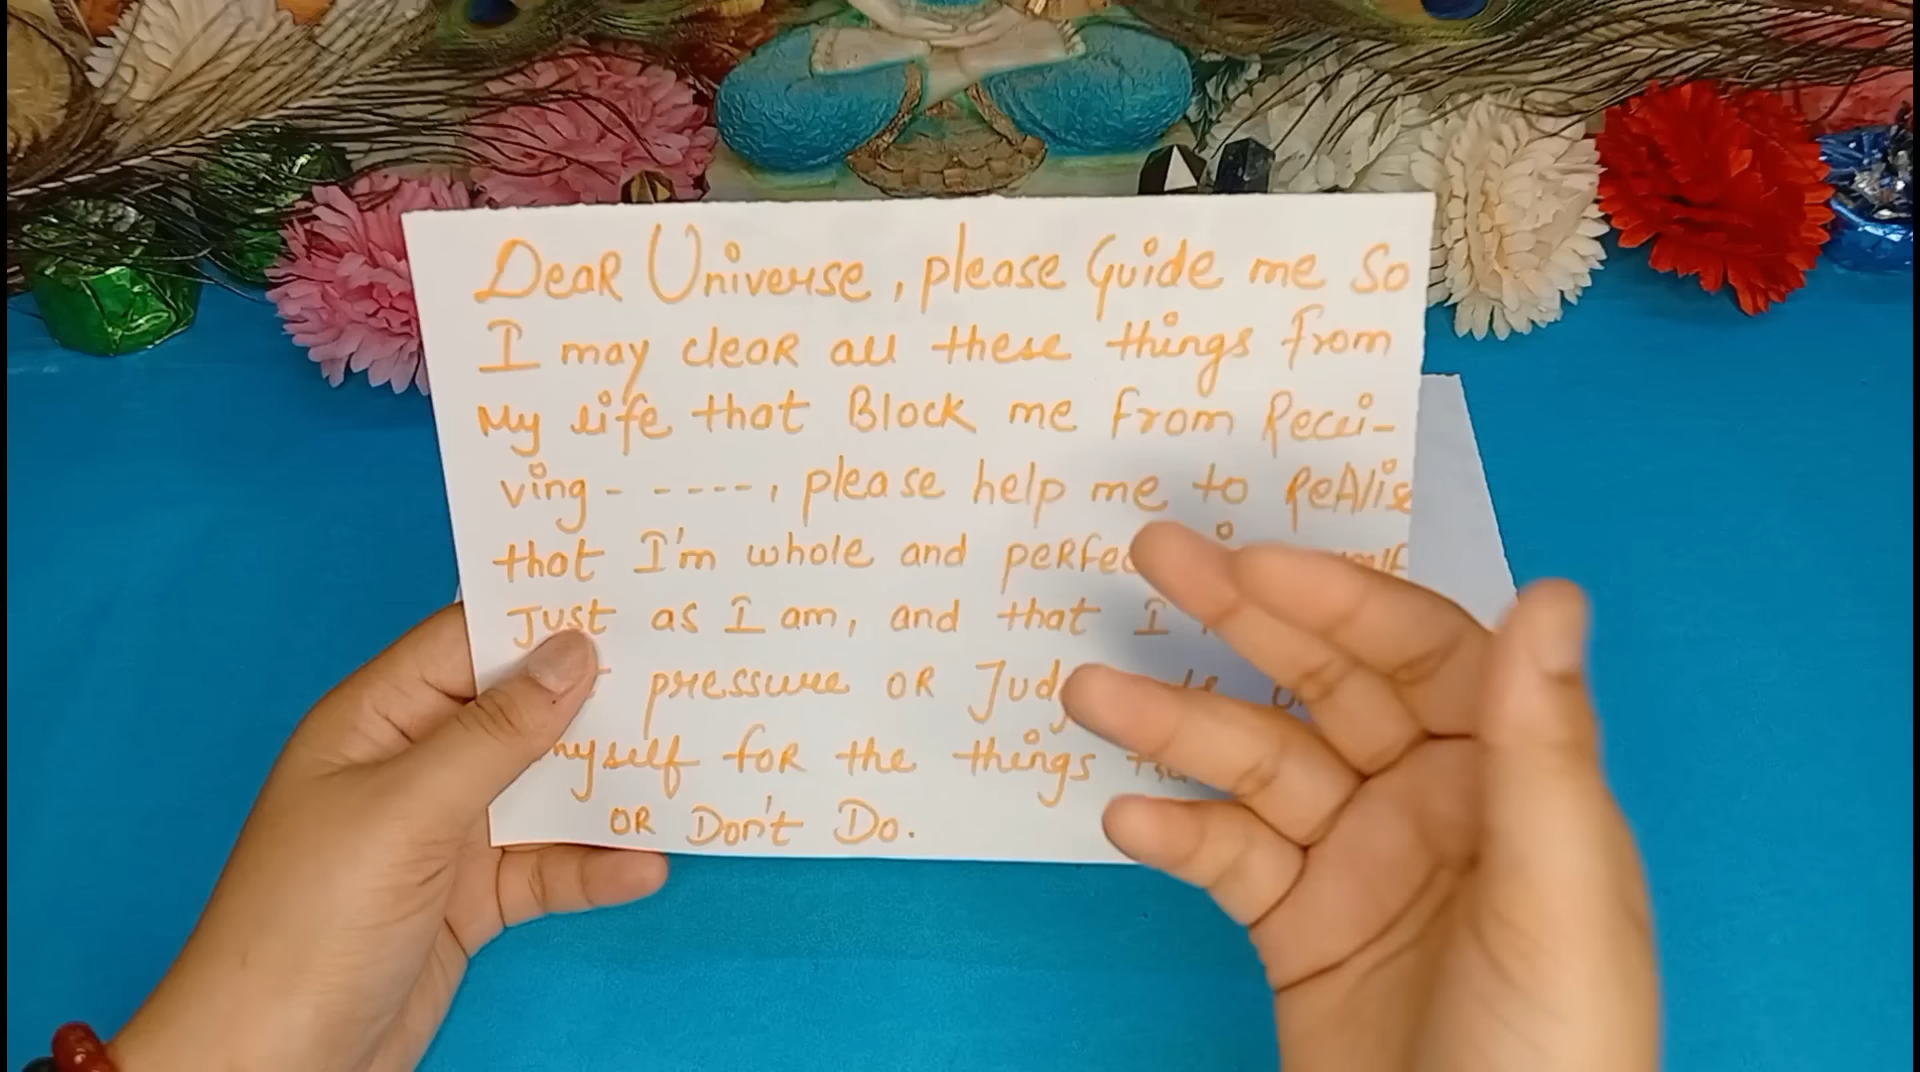 Dear Universe, please Guide me so
I may clear all these things from
My life that Block me from Recei-
ving - - - - - -, please help me to ReAlise
that I'm whole and perfec
Just as I am, and that I
pressure OR Judg
myself for the things
OR Don't Do.